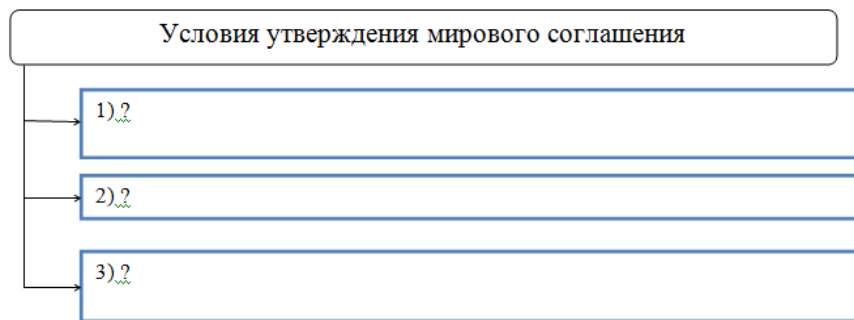 Условия утверждения мирового соглашения
1) ?
2) ?
3) ?